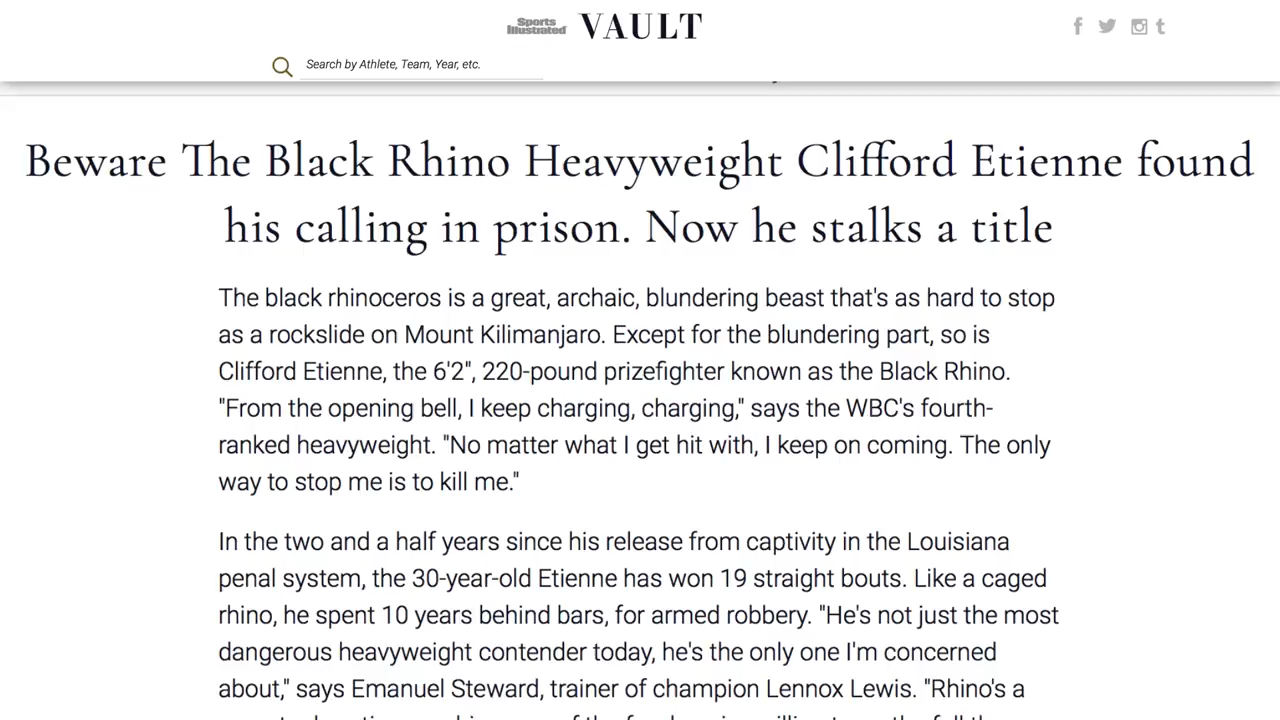 Sports Illustrated VAULT
Search by Athlete, Team, Year, etc.
Beware The Black Rhino Heavyweight Clifford Etienne found
his calling in prison. Now he stalks a title
The black rhinoceros is a great, archaic, blundering beast that's as hard to stop
as a rockslide on Mount Kilimanjaro. Except for the blundering part, so is
Clifford Etienne, the 6'2", 220-pound prizefighter known as the Black Rhino.
"From the opening bell, I keep charging, charging," says the WBC's fourth-
ranked heavyweight. "No matter what I get hit with, I keep on coming. The only
way to stop me is to kill me."
In the two and a half years since his release from captivity in the Louisiana
penal system, the 30-year-old Etienne has won 19 straight bouts. Like a caged
rhino, he spent 10 years behind bars, for armed robbery. "He's not just the most
dangerous heavyweight contender today, he's the only one I'm concerned
about," says Emanuel Steward, trainer of champion Lennox Lewis. "Rhino's a